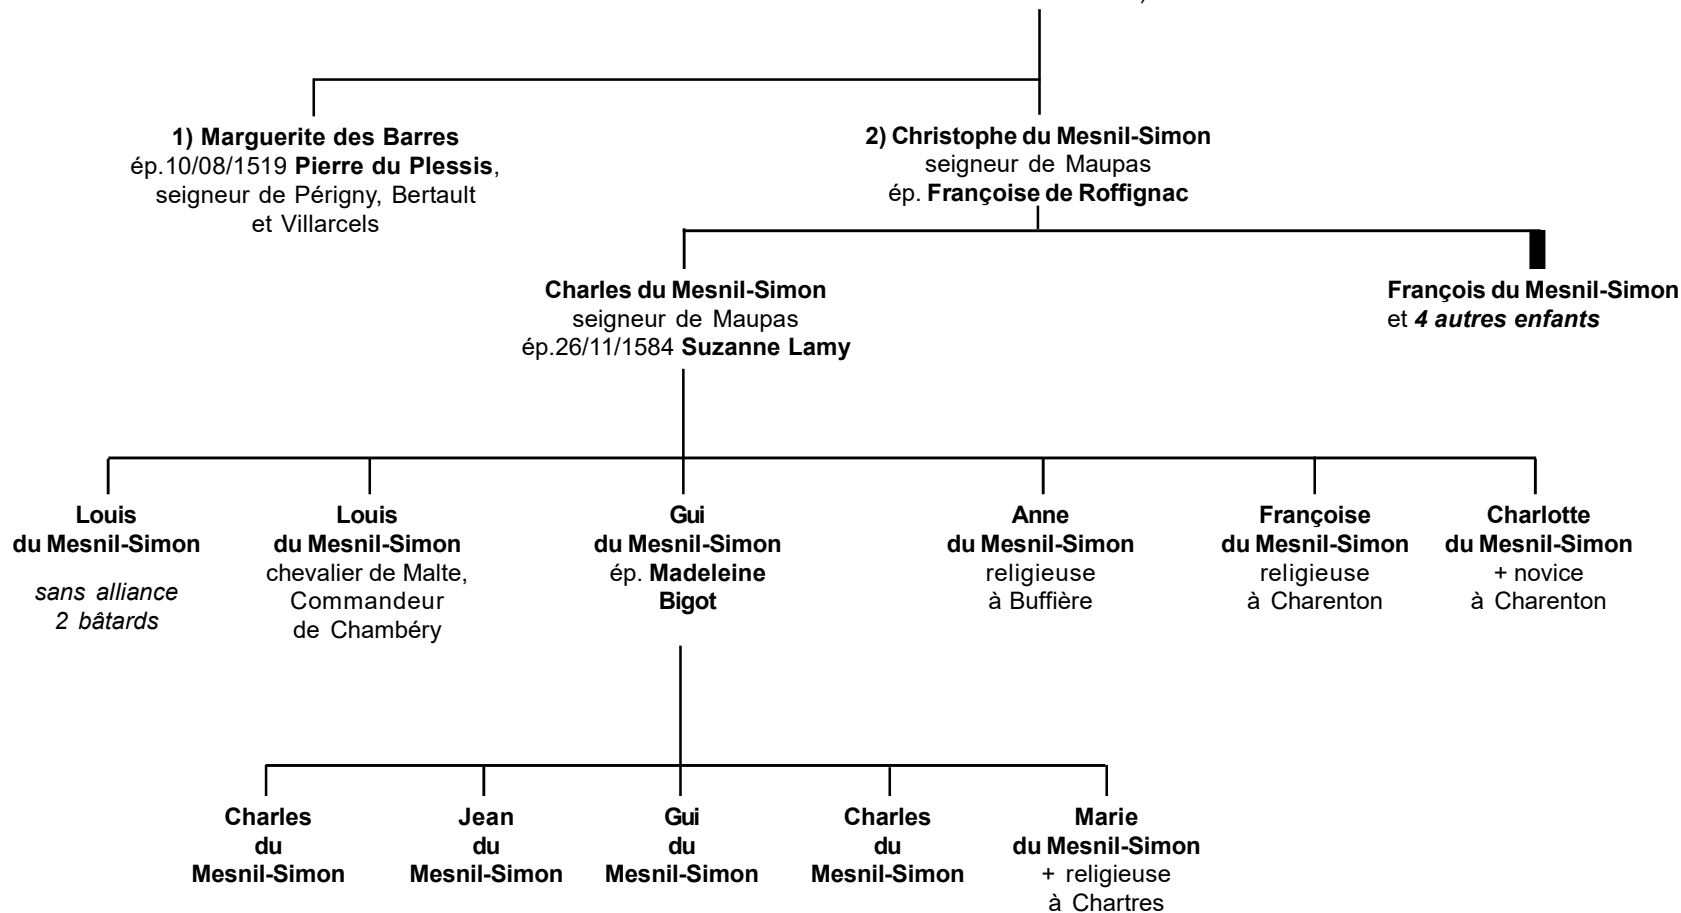 1) Marguerite des Barres
ép.10/08/1519 Pierre du Plessis,
seigneur de Périgny, Bertault
et Villarcels
2) Christophe du Mesnil-Simon
seigneur de Maupas
ép. Françoise de Roffignac
Charles du Mesnil-Simon
seigneur de Maupas
ép.26/11/1584 Suzanne Lamy
François du Mesnil-Simon
et 4 autres enfants
Louis
du Mesnil-Simon
sans alliance
2 bâtards
Louis
du Mesnil-Simon
chevalier de Malte,
Commandeur
de Chambéry
Gui
du Mesnil-Simon
ép. Madeleine
Bigot
Anne
du Mesnil-Simon
religieuse
à Buffière
Françoise
du Mesnil-Simon
religieuse
à Charenton
Charlotte
du Mesnil-Simon
+ novice
à Charenton
Charles
du
Mesnil-Simon
Jean
du
Mesnil-Simon
Gui
du
Mesnil-Simon
Charles
du
Mesnil-Simon
Marie
du Mesnil-Simon
+ religieuse
à Chartres